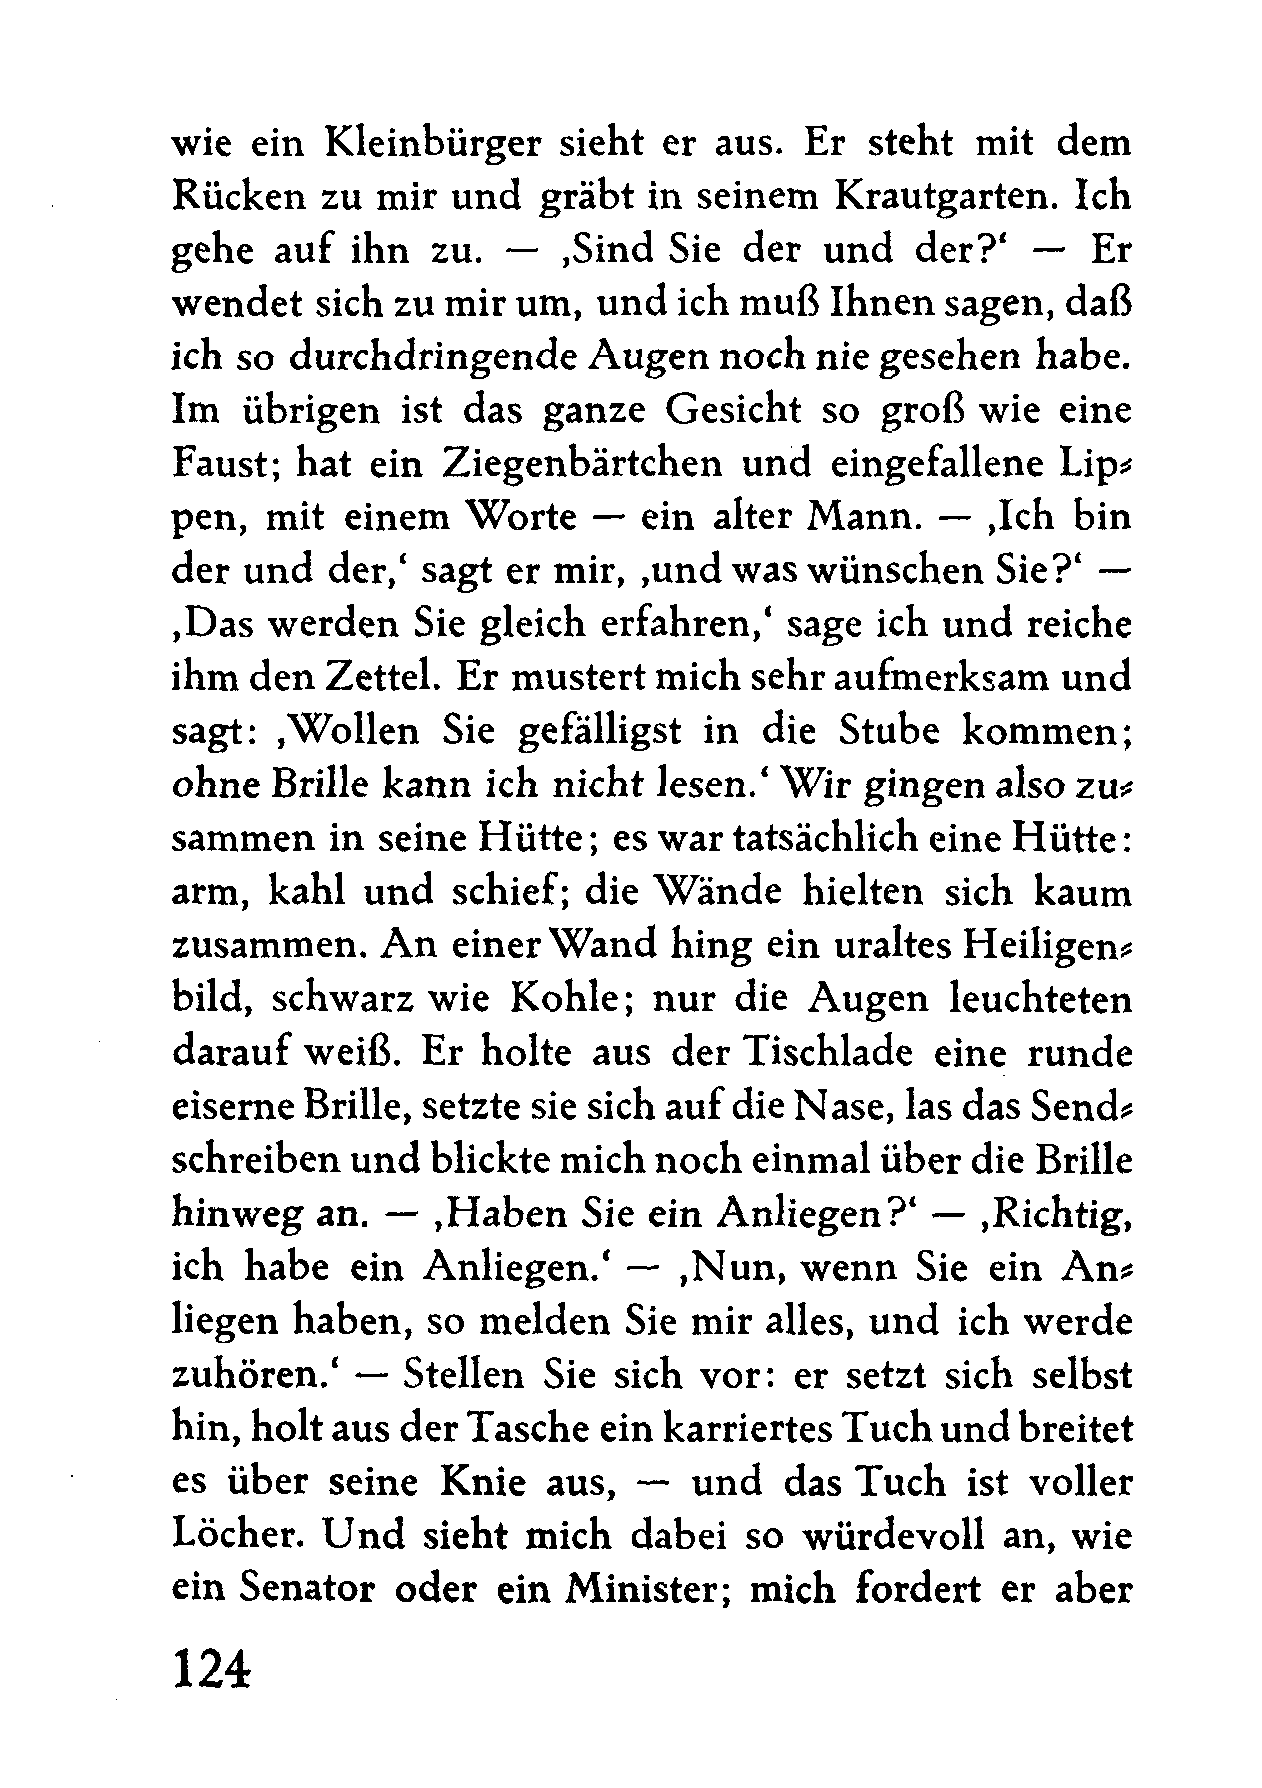 wie ein Kleinbürger sieht er aus. Er steht mit dem
Rücken zu mir und gräbt in seinem Krautgarten. Ich
gehe auf ihn zu. — ‚Sind Sie der und der?‘ — Er
wendet sich zu mir um, und ich muß Ihnen sagen, daß
ich so durchdringende Augen noch nie gesehen habe.
Im übrigen ist das ganze Gesicht so groß wie eine
Faust; hat ein Ziegenbärtchen und eingefallene Lip⸗
pen, mit einem Worte — ein alter Mann. — ‚Ich bin
der und der,‘ sagt er mir, ‚und was wünschen Sie?‘ —
‚Das werden Sie gleich erfahren,‘ sage ich und reiche
ihm den Zettel. Er mustert mich sehr aufmerksam und
sagt: ‚Wollen Sie gefälligst in die Stube kommen;
ohne Brille kann ich nicht lesen.‘ Wir gingen also zu⸗
sammen in seine Hütte; es war tatsächlich eine Hütte:
arm, kahl und schief; die Wände hielten sich kaum
zusammen. An einer Wand hing ein uraltes Heiligen⸗
bild, schwarz wie Kohle; nur die Augen leuchteten
darauf weiß. Er holte aus der Tischlade eine runde
eiserne Brille, setzte sie sich auf die Nase, las das Send⸗
schreiben und blickte mich noch einmal über die Brille
hinweg an. — ‚Haben Sie ein Anliegen?‘ — ‚Richtig,
ich habe ein Anliegen.‘ — ‚Nun, wenn Sie ein An⸗
liegen haben, so melden Sie mir alles, und ich werde
zuhören.‘ — Stellen Sie sich vor: er setzt sich selbst
hin, holt aus der Tasche ein karriertes Tuch und breitet
es über seine Knie aus, — und das Tuch ist voller
Löcher. Und sieht mich dabei so würdevoll an, wie
ein Senator oder ein Minister; mich fordert er aber
124